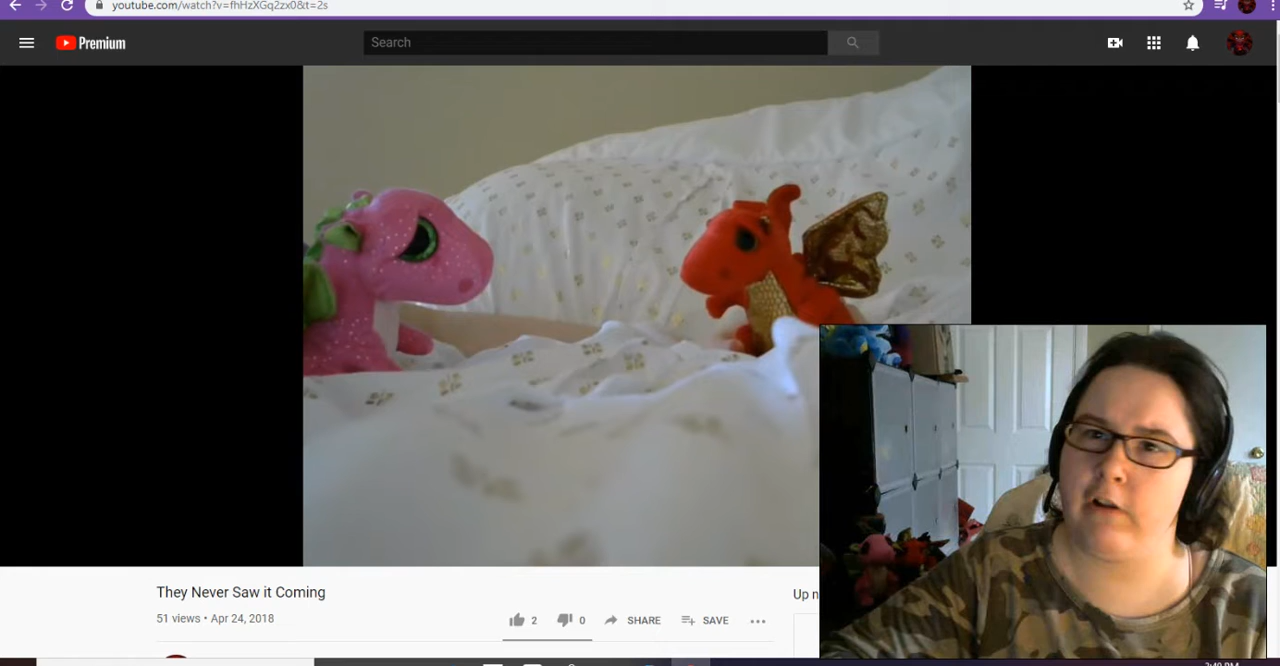 youtube.com/watch?v=fhHzXGq2zx0&t=2s
Premium
Search
They Never Saw it Coming
51 views • Apr 24, 2018
2
0
SHARE
SAVE
Up n